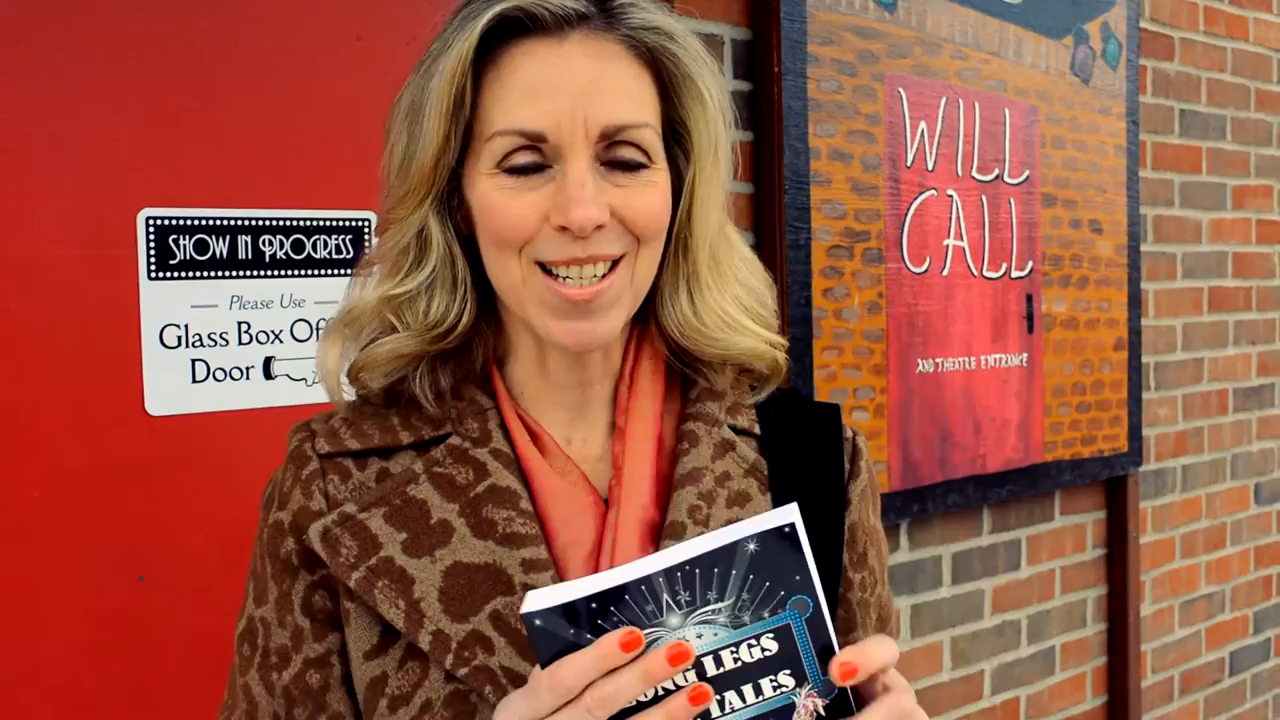 SHOW IN PROGRESS
Please Use
Glass Box
Door
WILL
CALL
AND THEATRE ENTRANCE
LEGS
TALES